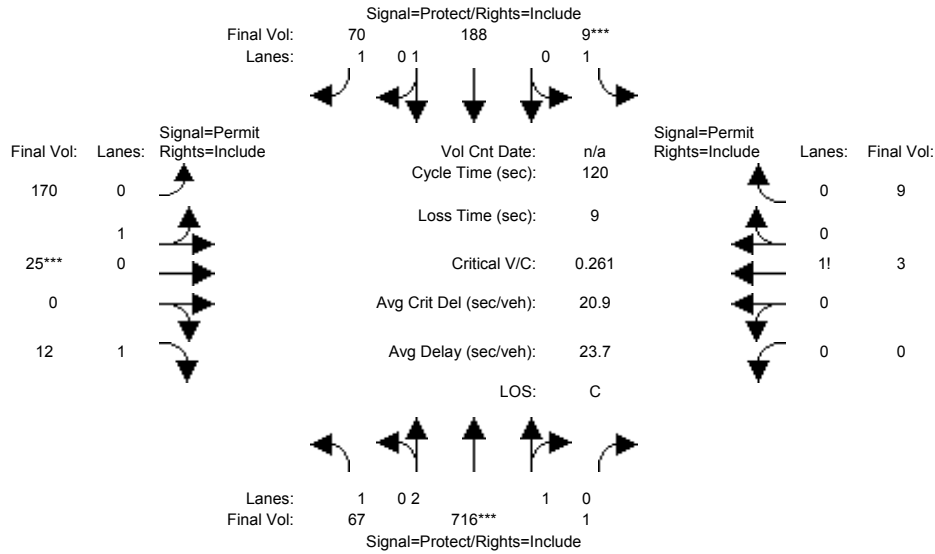 Signal=Protect/Rights=Include
Final Vol: 70 188 9***
Lanes: 1 0 1 0 1
Signal=Permit
Final Vol: Lanes: Rights=Include
Vol Cnt Date: n/a
Signal=Permit
Rights=Include Lanes: Final Vol:
Cycle Time (sec): 120
170 0
0 9
Loss Time (sec): 9
1
0
25*** 0
Critical V/C: 0.261
1! 3
0 1
Avg Crit Del (sec/veh): 20.9
0
12 1
Avg Delay (sec/veh): 23.7
0 0
LOS: C
Lanes: 1 0 2 1 0
Final Vol: 67 716*** 1
Signal=Protect/Rights=Include